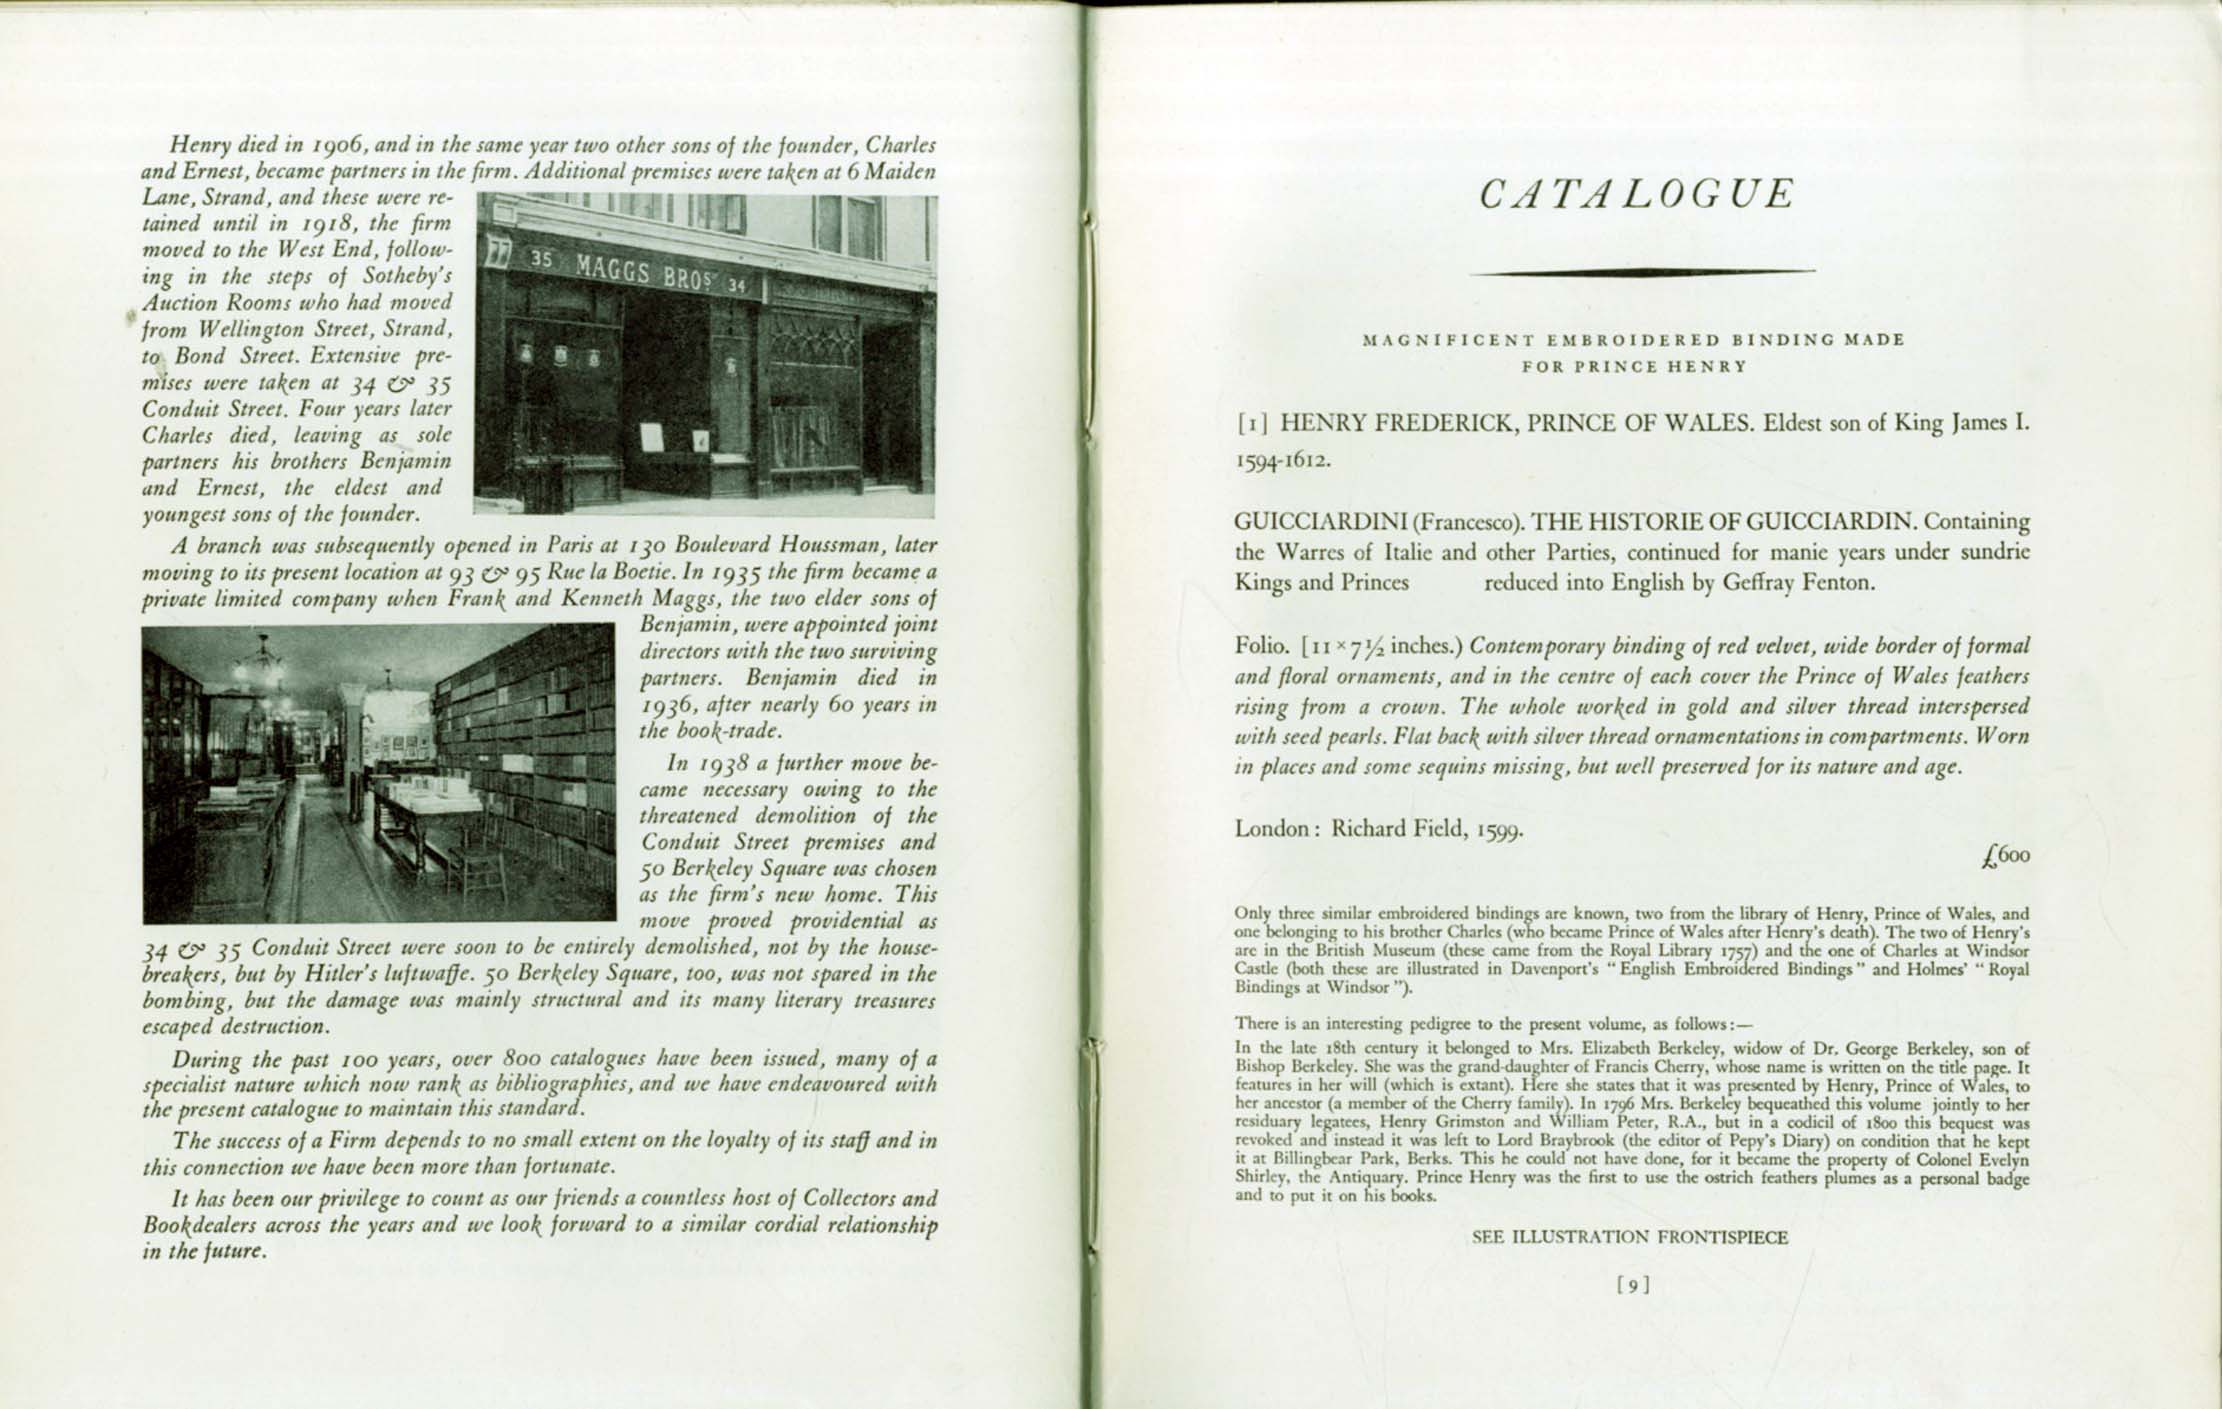 Henry died in 1906, and in the same year two other sons of the founder, Charles
and Ernest, became partners in the firm. Additional premises were taken at 6 Maiden
Lane, Strand, and these were re-
tained until in 1918, the firm
moved to the West End, follow-
ing in the steps of Sotheby's
Auction Rooms who had moved
from Wellington Street, Strand,
to Bond Street. Extensive pre-
mises were taken at 34 & 35
Conduit Street. Four years later
Charles died, leaving as sole
partners his brothers Benjamin
and Ernest, the eldest and
youngest sons of the founder.
35 MAGGS BROS 34
A branch was subsequently opened in Paris at 130 Boulevard Houssman, later
moving to its present location at 93 & 95 Rue la Boetie. In 1935 the firm became a
private limited company when Frank and Kenneth Maggs, the two elder sons of
Benjamin, were appointed joint
directors with the two surviving
partners. Benjamin died in
1936, after nearly 60 years in
the book-trade.
In 1938 a further move be-
came necessary owing to the
threatened demolition of the
Conduit Street premises and
50 Berkeley Square was chosen
as the firm's new home. This
move proved providential as
34 & 35 Conduit Street were soon to be entirely demolished, not by the house-
breakers, but by Hitler's luftwaffe. 50 Berkeley Square, too, was not spared in the
bombing, but the damage was mainly structural and its many literary treasures
escaped destruction.
During the past 100 years, over 800 catalogues have been issued, many of a
specialist nature which now rank as bibliographies, and we have endeavoured with
the present catalogue to maintain this standard.
The success of a Firm depends to no small extent on the loyalty of its staff and in
this connection we have been more than fortunate.
It has been our privilege to count as our friends a countless host of Collectors and
Bookdealers across the years and we look forward to a similar cordial relationship
in the future.
CATALOGUE
MAGNIFICENT EMBROIDERED BINDING MADE
FOR PRINCE HENRY
[1] HENRY FREDERICK, PRINCE OF WALES. Eldest son of King James I.
1594-1612.
GUICCIARDINI (Francesco). THE HISTORIE OF GUICCIARDIN. Containing
the Warres of Italie and other Parties, continued for manie years under sundrie
Kings and Princes reduced into English by Geffray Fenton.
Folio. [11 × 7½ inches.) Contemporary binding of red velvet, wide border of formal
and floral ornaments, and in the centre of each cover the Prince of Wales feathers
rising from a crown. The whole worked in gold and silver thread interspersed
with seed pearls. Flat back with silver thread ornamentations in compartments. Worn
in places and some sequins missing, but well preserved for its nature and age.
London : Richard Field, 1599.
£600
Only three similar embroidered bindings are known, two from the library of Henry, Prince of Wales, and
one belonging to his brother Charles (who became Prince of Wales after Henry's death). The two of Henry's
are in the British Museum (these came from the Royal Library 1757) and the one of Charles at Windsor
Castle (both these are illustrated in Davenport's " English Embroidered Bindings " and Holmes' " Royal
Bindings at Windsor ").
There is an interesting pedigree to the present volume, as follows :—
In the late 18th century it belonged to Mrs. Elizabeth Berkeley, widow of Dr. George Berkeley, son of
Bishop Berkeley. She was the grand-daughter of Francis Cherry, whose name is written on the title page. It
features in her will (which is extant). Here she states that it was presented by Henry, Prince of Wales, to
her ancestor (a member of the Cherry family). In 1796 Mrs. Berkeley bequeathed this volume jointly to her
residuary legatees, Henry Grimston and William Peter, R.A., but in a codicil of 1800 this bequest was
revoked and instead it was left to Lord Braybrook (the editor of Pepy's Diary) on condition that he kept
it at Billingbear Park, Berks. This he could not have done, for it became the property of Colonel Evelyn
Shirley, the Antiquary. Prince Henry was the first to use the ostrich feathers plumes as a personal badge
and to put it on his books.
SEE ILLUSTRATION FRONTISPIECE
[ 9 ]